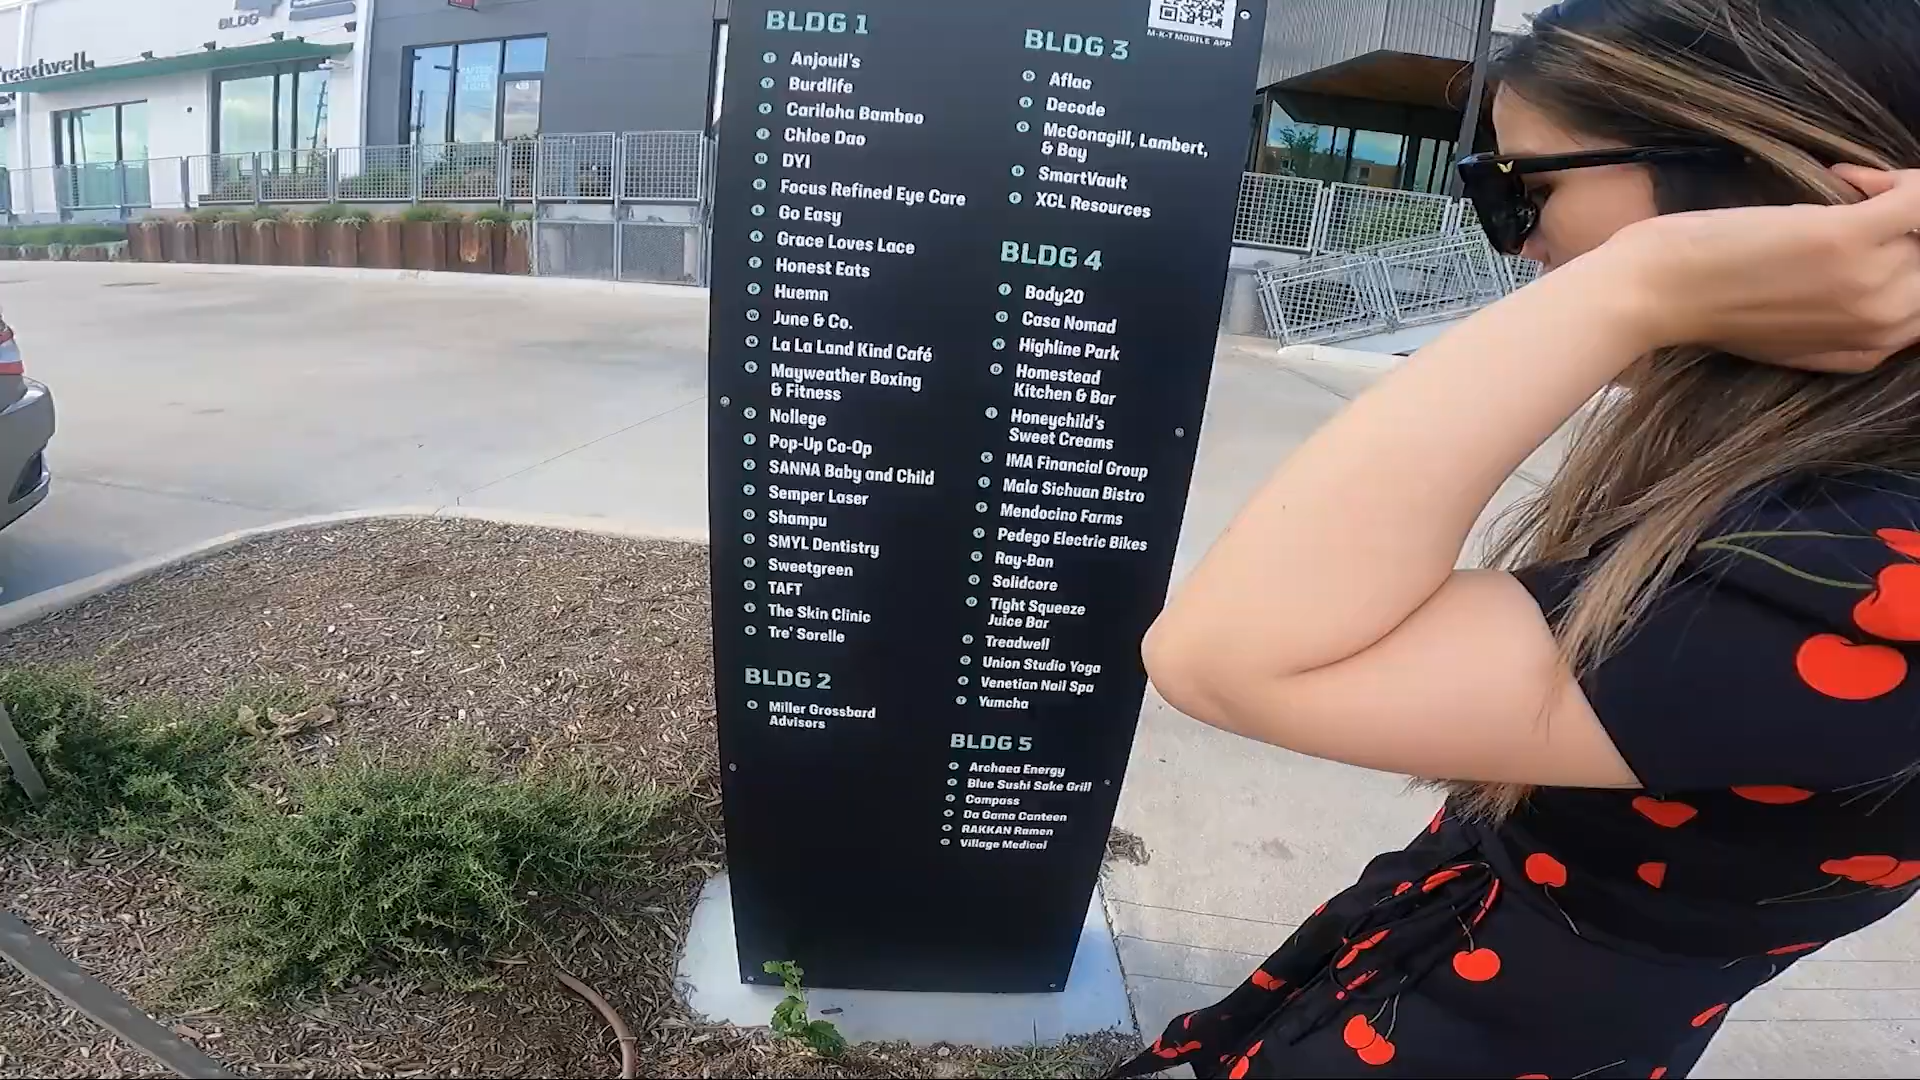 BLDG
Treadwell.
BLDG 1
Anjouil's
Burdlife
Cariloha Bamboo
Chloe Dao
DYI
Focus Refined Eye Care
Go Easy
Grace Loves Lace
Honest Eats
Huemn
June & Co.
La La Land Kind Café
Mayweather Boxing
& Fitness
Nollege
Pop-Up Co-Op
SANNA Baby and Child
Semper Laser
Shampu
SMYL Dentistry
Sweetgreen
TAFT
The Skin Clinic
Tre' Sorelle
BLDG 2
Miller Grossbard
Advisors
M-K-T MOBILE APP
BLDG 3
Aflac
Decode
McGonagill, Lambert,
& Bay
SmartVault
XCL Resources
BLDG 4
Body20
Casa Nomad
Highline Park
Homestead
Kitchen & Bar
Honeychild's
Sweet Creams
IMA Financial Group
Mala Sichuan Bistro
Mendocino Farms
Pedego Electric Bikes
Ray-Ban
Solidcore
Tight Squeeze
Juice Bar
Treadwell
Union Studio Yoga
Venetian Nail Spa
Yumcha
BLDG 5
Archaea Energy
Blue Sushi Sake Grill
Compass
Da Gama Canteen
RAKKAN Ramen
Village Medical